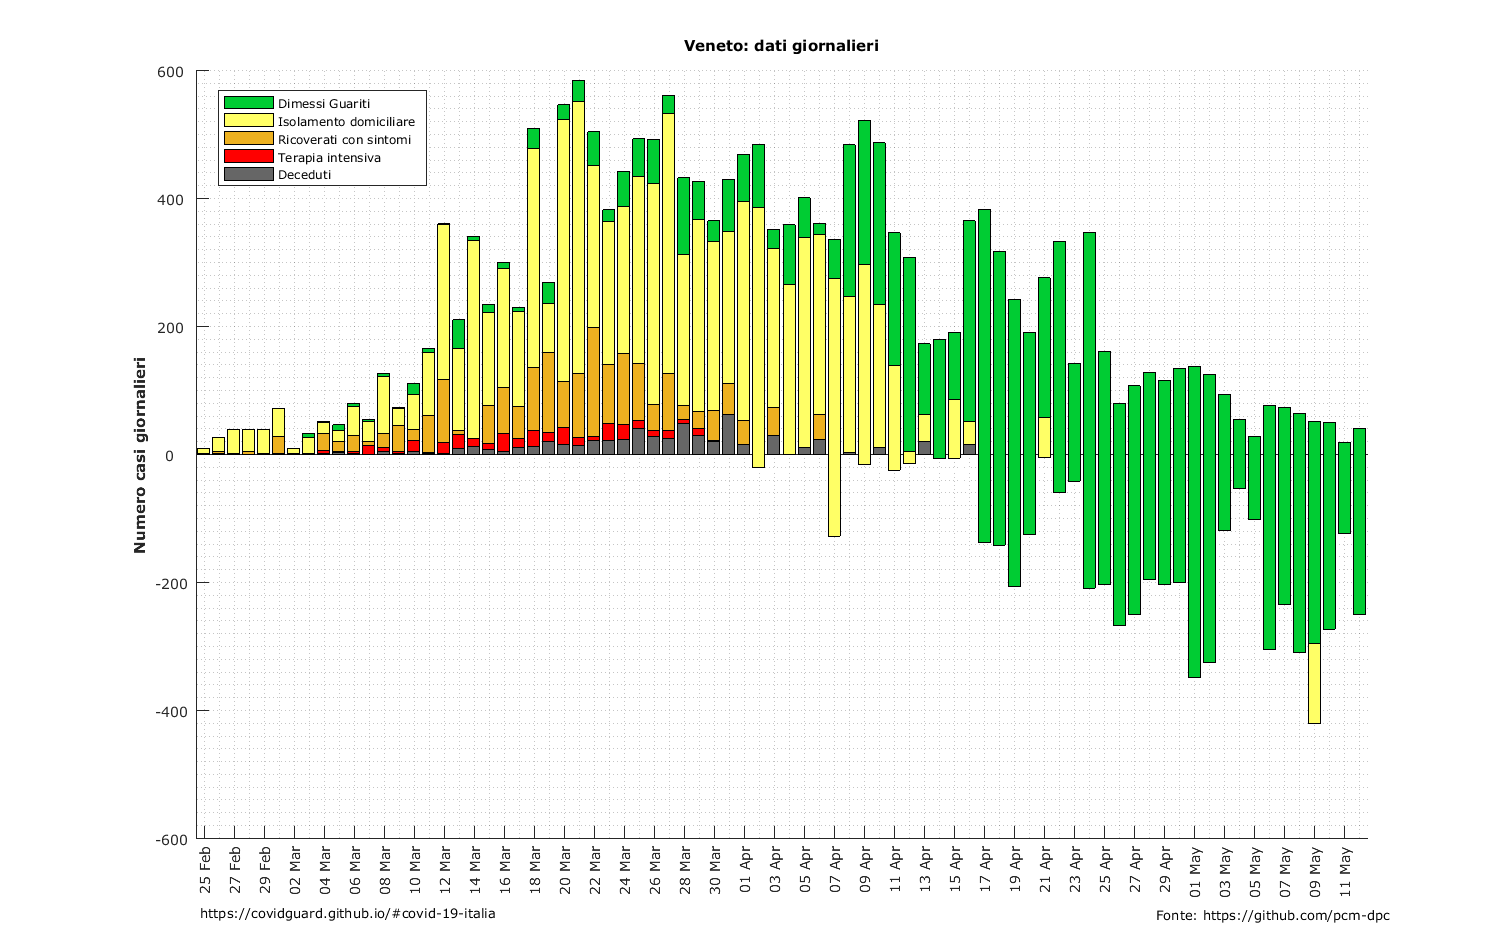 Veneto: dati giornalieri
600
400
200
0
-200
-400
-600
Numero casi giornalieri
Dimessi Guariti
Isolamento domiciliare
Ricoverati con sintomi
Terapia intensiva
Deceduti
25 Feb
27 Feb
29 Feb
02 Mar
04 Mar
06 Mar
08 Mar
10 Mar
12 Mar
14 Mar
16 Mar
18 Mar
20 Mar
22 Mar
24 Mar
26 Mar
28 Mar
30 Mar
01 Apr
03 Apr
05 Apr
07 Apr
09 Apr
11 Apr
13 Apr
15 Apr
17 Apr
19 Apr
21 Apr
23 Apr
25 Apr
27 Apr
29 Apr
01 May
03 May
05 May
07 May
09 May
11 May
https://covidguard.github.io/#covid-19-italia
Fonte: https://github.com/pcm-dpc